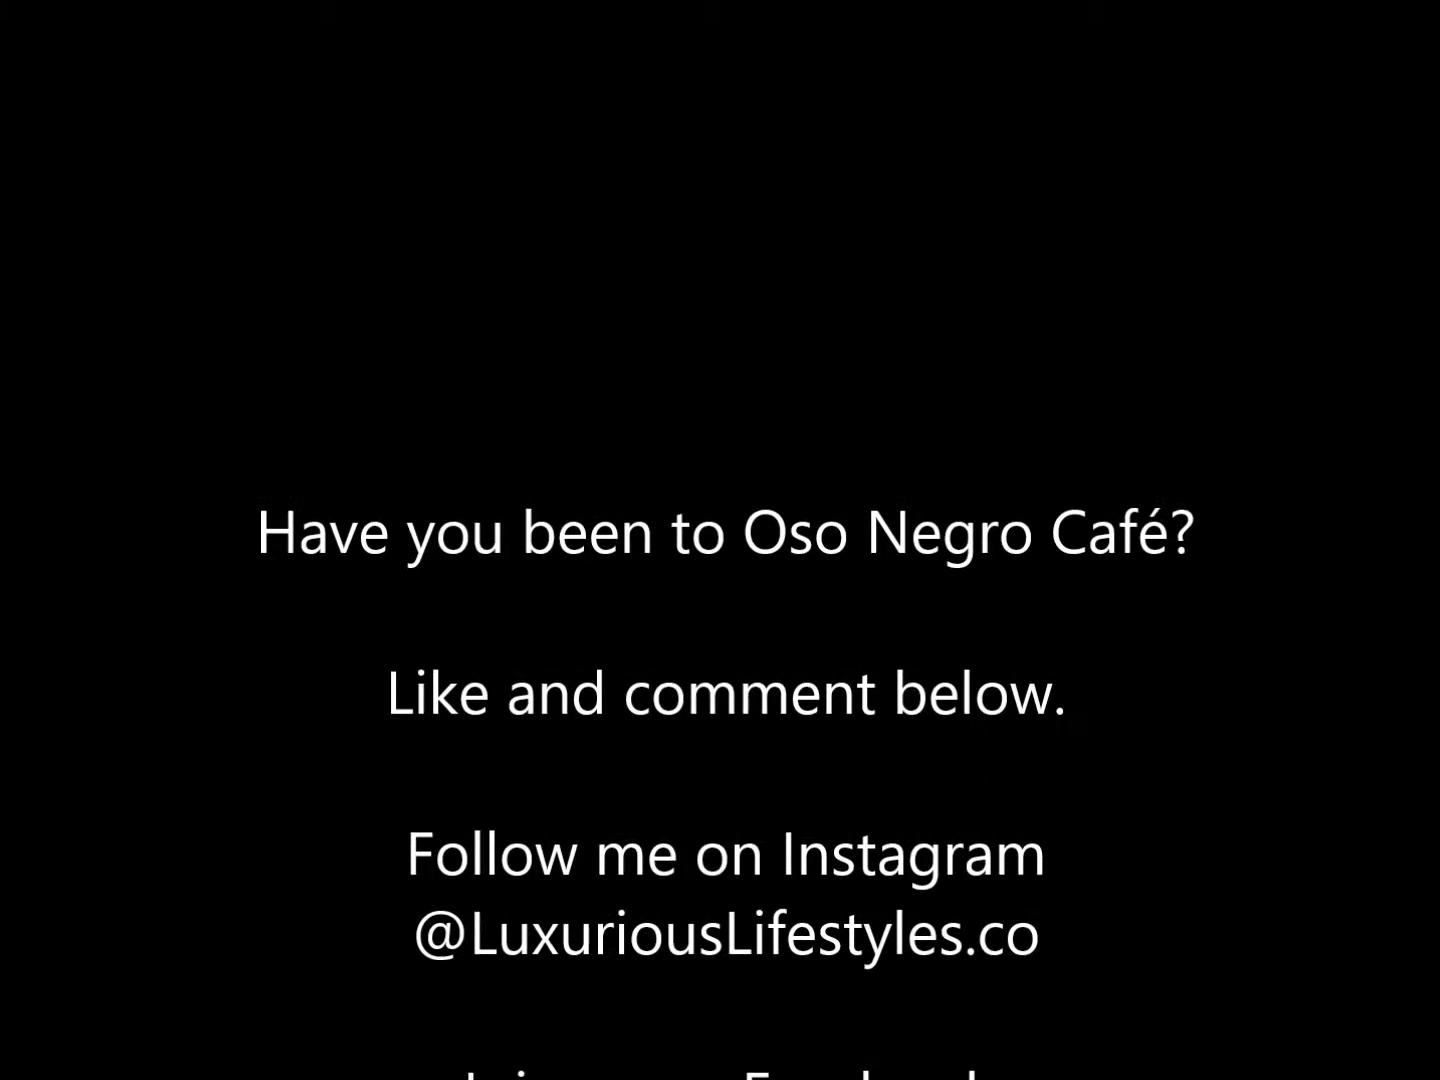 Have you been to Oso Negro Café?
Like and comment below.
Follow me on Instagram
@LuxuriousLifestyles.co